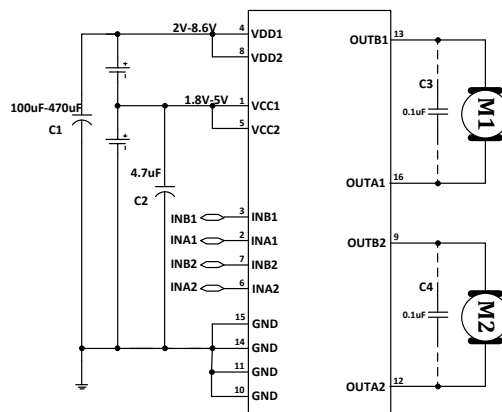 2V-8.6V
4
VDD1
8
VDD2
100uF-470uF
C1
1.8V-5V
1
VCC1
5
VCC2
4.7uF
C2
INB1
3
INB1
INA1
2
INA1
INB2
7
INB2
INA2
6
INA2
15
GND
14
GND
11
GND
10
GND
OUTB1
13
C3
0.1uF
M1
OUTA1
16
OUTB2
9
C4
0.1uF
M2
OUTA2
12